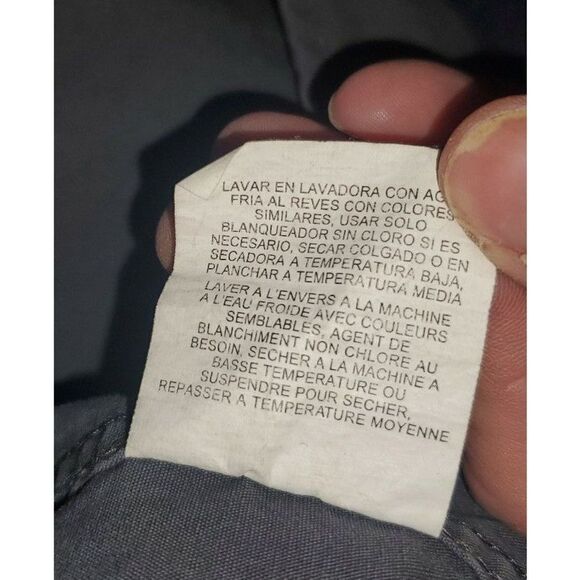 LAVAR EN LAVADORA CON
FRIA AL REVES CON COLORES
SIMILARES, USAR SOLO
BLANQUEADOR SIN CLORO SI ES
NECESARIO, SECAR COLGADO O EN
SECADORA A TEMPERATURA BAJA,
PLANCHAR A TEMPERATURA MEDIA
LAVER A L'ENVERS A LA MACHINE
A L'EAU FROIDE AVEC COULEURS
SEMBLABLES, AGENT DE
BLANCHIMENT NON CHLORE AU
BESOIN, SECHER A LA MACHINE A
BASSE TEMPERATURE OU
SUSPENDRE POUR SECHER,
REPASSER A TEMPERATURE MOYENNE